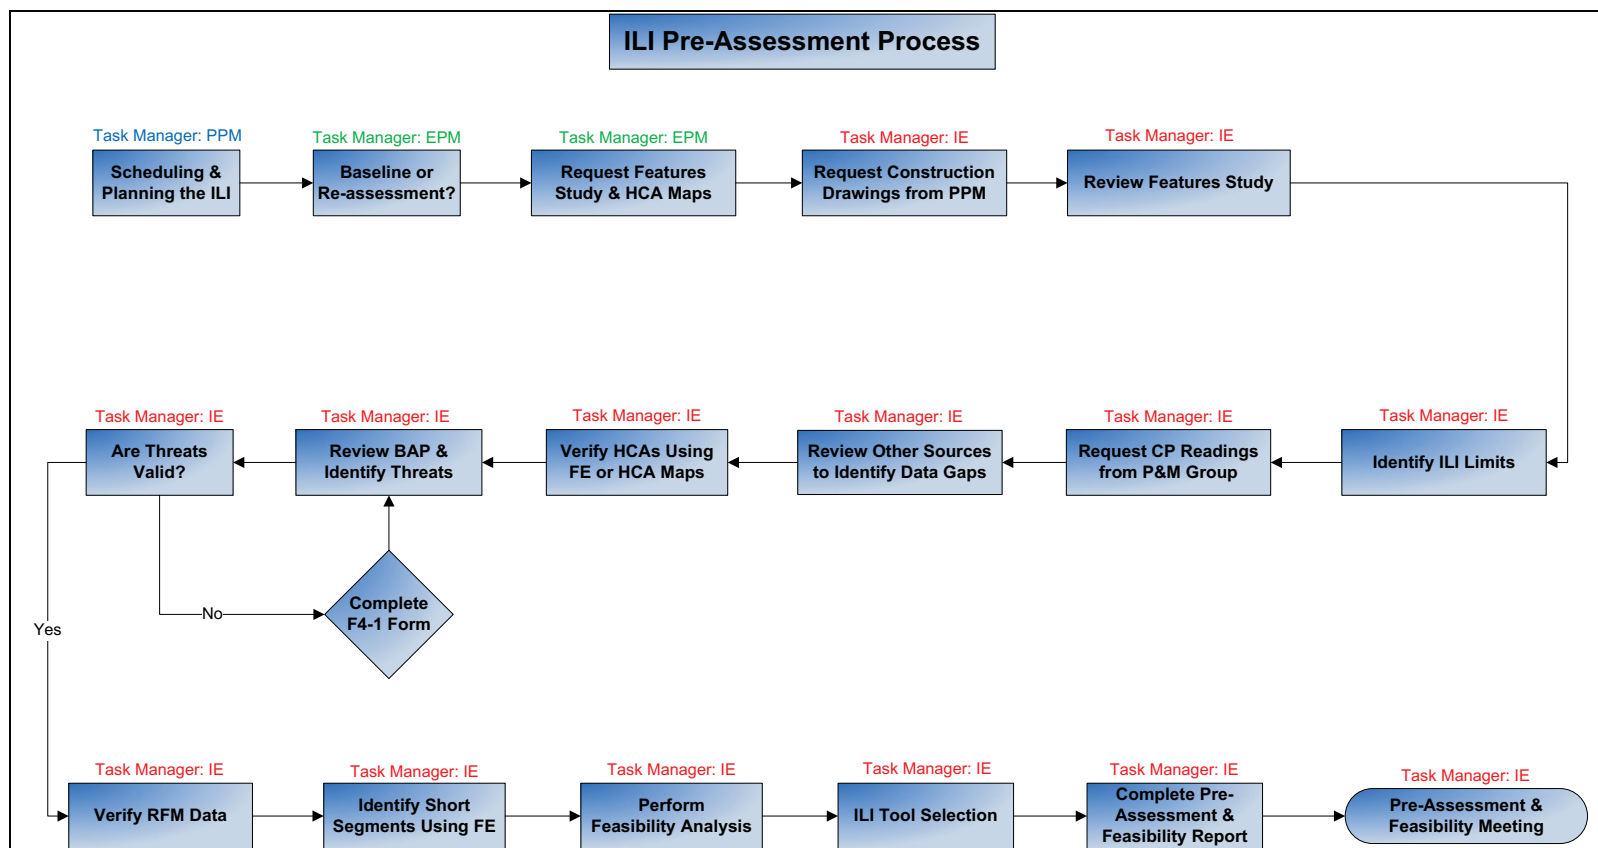 ILI Pre-Assessment Process
Task Manager: PPM
Scheduling &
Planning the ILI
Task Manager: EPM
Baseline or
Re-assessment?
Task Manager: EPM
Request Features
Study & HCA Maps
Task Manager: IE
Request Construction
Drawings from PPM
Task Manager: IE
Review Features Study
Task Manager: IE
Identify ILI Limits
Task Manager: IE
Request CP Readings
from P&M Group
Task Manager: IE
Review Other Sources
to Identify Data Gaps
Task Manager: IE
Verify HCAs Using
FE or HCA Maps
Task Manager: IE
Review BAP &
Identify Threats
Task Manager: IE
Are Threats
Valid?
No
Complete
F4-1 Form
Yes
Task Manager: IE
Verify RFM Data
Task Manager: IE
Identify Short
Segments Using FE
Task Manager: IE
Perform
Feasibility Analysis
Task Manager: IE
ILI Tool Selection
Task Manager: IE
Complete Pre-
Assessment &
Feasibility Report
Task Manager: IE
Pre-Assessment &
Feasibility Meeting